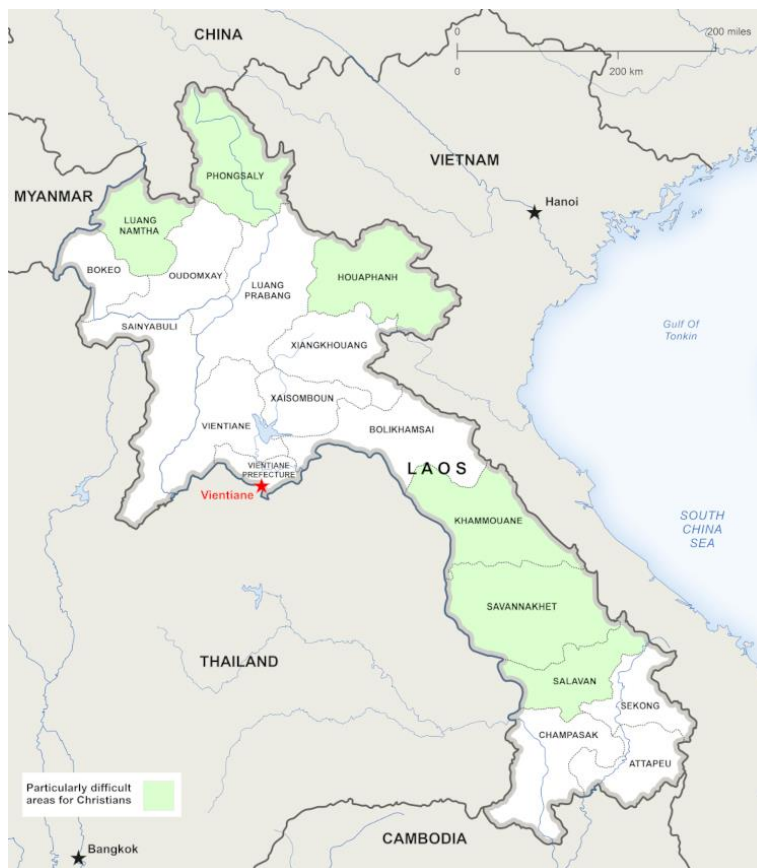 CHINA
0
200 miles
0
200 km
VIETNAM
PHONGSALY
MYANMAR
Hanoi
LUANG
NAMTHA
HOUAPHANH
BOKEO
OUDOMXAY
LUANG
PRABANG
SAINYABULI
Gulf Of
Tonkin
XIANGKHOUANG
XAISOMBOUN
VIENTIANE
BOLIKHAMSAI
VIENTIANE
PREFECTURE
LAOS
Vientiane
KHAMMOUANE
SOUTH
CHINA
SEA
SAVANNAKHET
THAILAND
SALAVAN
SEKONG
CHAMPASAK
ATTAPEU
Particularly difficult
areas for Christians
CAMBODIA
Bangkok